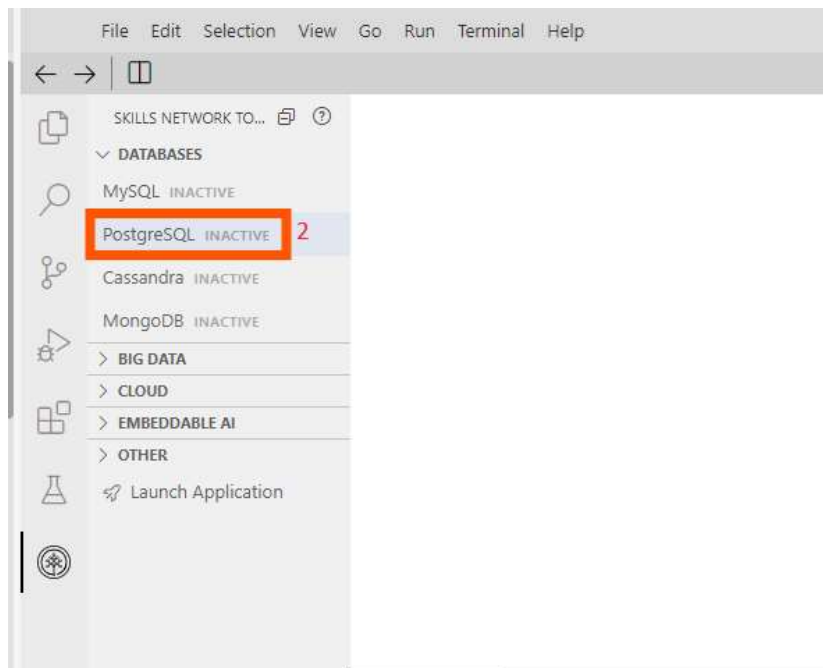 File Edit Selection View Go Run Terminal Help
SKILLS NETWORK TO...
DATABASES
MySQL INACTIVE
PostgreSQL INACTIVE 2
Cassandra INACTIVE
MongoDB INACTIVE
BIG DATA
CLOUD
EMBEDDABLE AI
OTHER
Launch Application